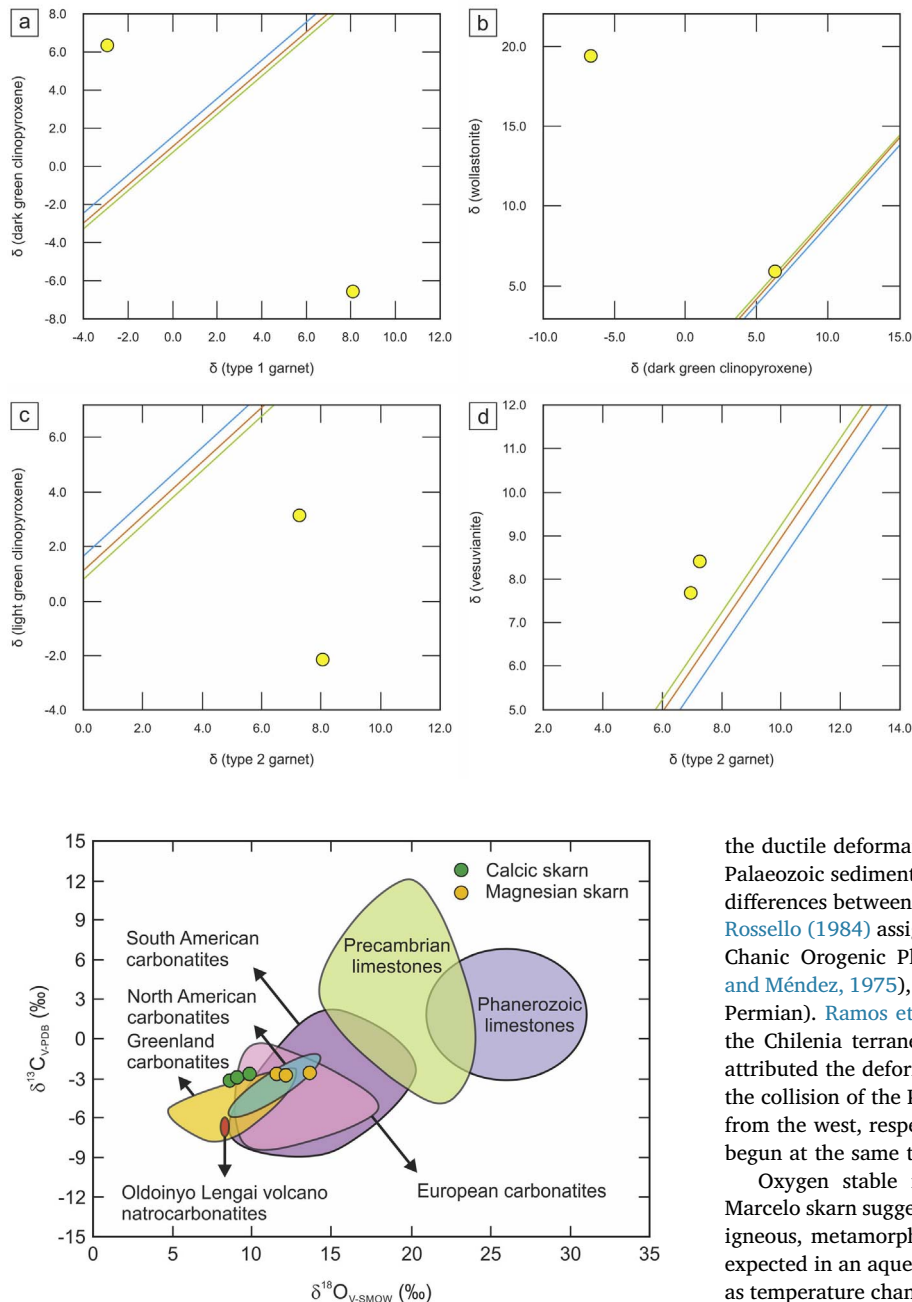 a
8.0
6.0
4.0
2.0
0.0
-2.0
-4.0
-6.0
-8.0
δ (dark green clinopyroxene)
-4.0 -2.0 0.0 2.0 4.0 6.0 8.0 10.0 12.0
δ (type 1 garnet)
b
20.0
15.0
10.0
5.0
δ (wollastonite)
-10.0 -5.0 0.0 5.0 10.0 15.0
δ (dark green clinopyroxene)
c
6.0
4.0
2.0
0.0
-2.0
-4.0
δ (light green clinopyroxene)
0.0 2.0 4.0 6.0 8.0 10.0 12.0
δ (type 2 garnet)
d
12.0
11.0
10.0
9.0
8.0
7.0
6.0
5.0
δ (vesuvianite)
2.0 4.0 6.0 8.0 10.0 12.0 14.0
δ (type 2 garnet)
15
12
9
6
3
0
-3
-6
-9
-12
-15
δ¹³C V-PDB (‰)
Calcic skarn
Magnesian skarn
South American
carbonatites
North American
carbonatites
Greenland
carbonatites
Precambrian
limestones
Phanerozoic
limestones
Oldoinyo Lengai volcano
natrocarbonatites
European carbonatites
0 5 10 15 20 25 30 35
δ¹⁸O V-SMOW (‰)
the ductile deforma
Palaeozoic sediment
differences between
Rossello (1984) assig
Chanic Orogenic Pl
and Méndez, 1975),
Permian). Ramos et
the Chilenia terrane
attributed the defor
the collision of the P
from the west, respe
begun at the same t
Oxygen stable
Marcelo skarn sugge
igneous, metamorph
expected in an aque
as temperature chan